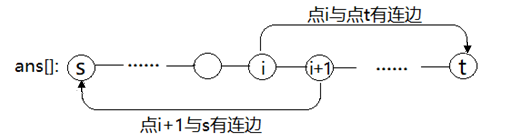 点i与点t有连边
ans[]: s ...... i i+1 ...... t
点i+1与s有连边